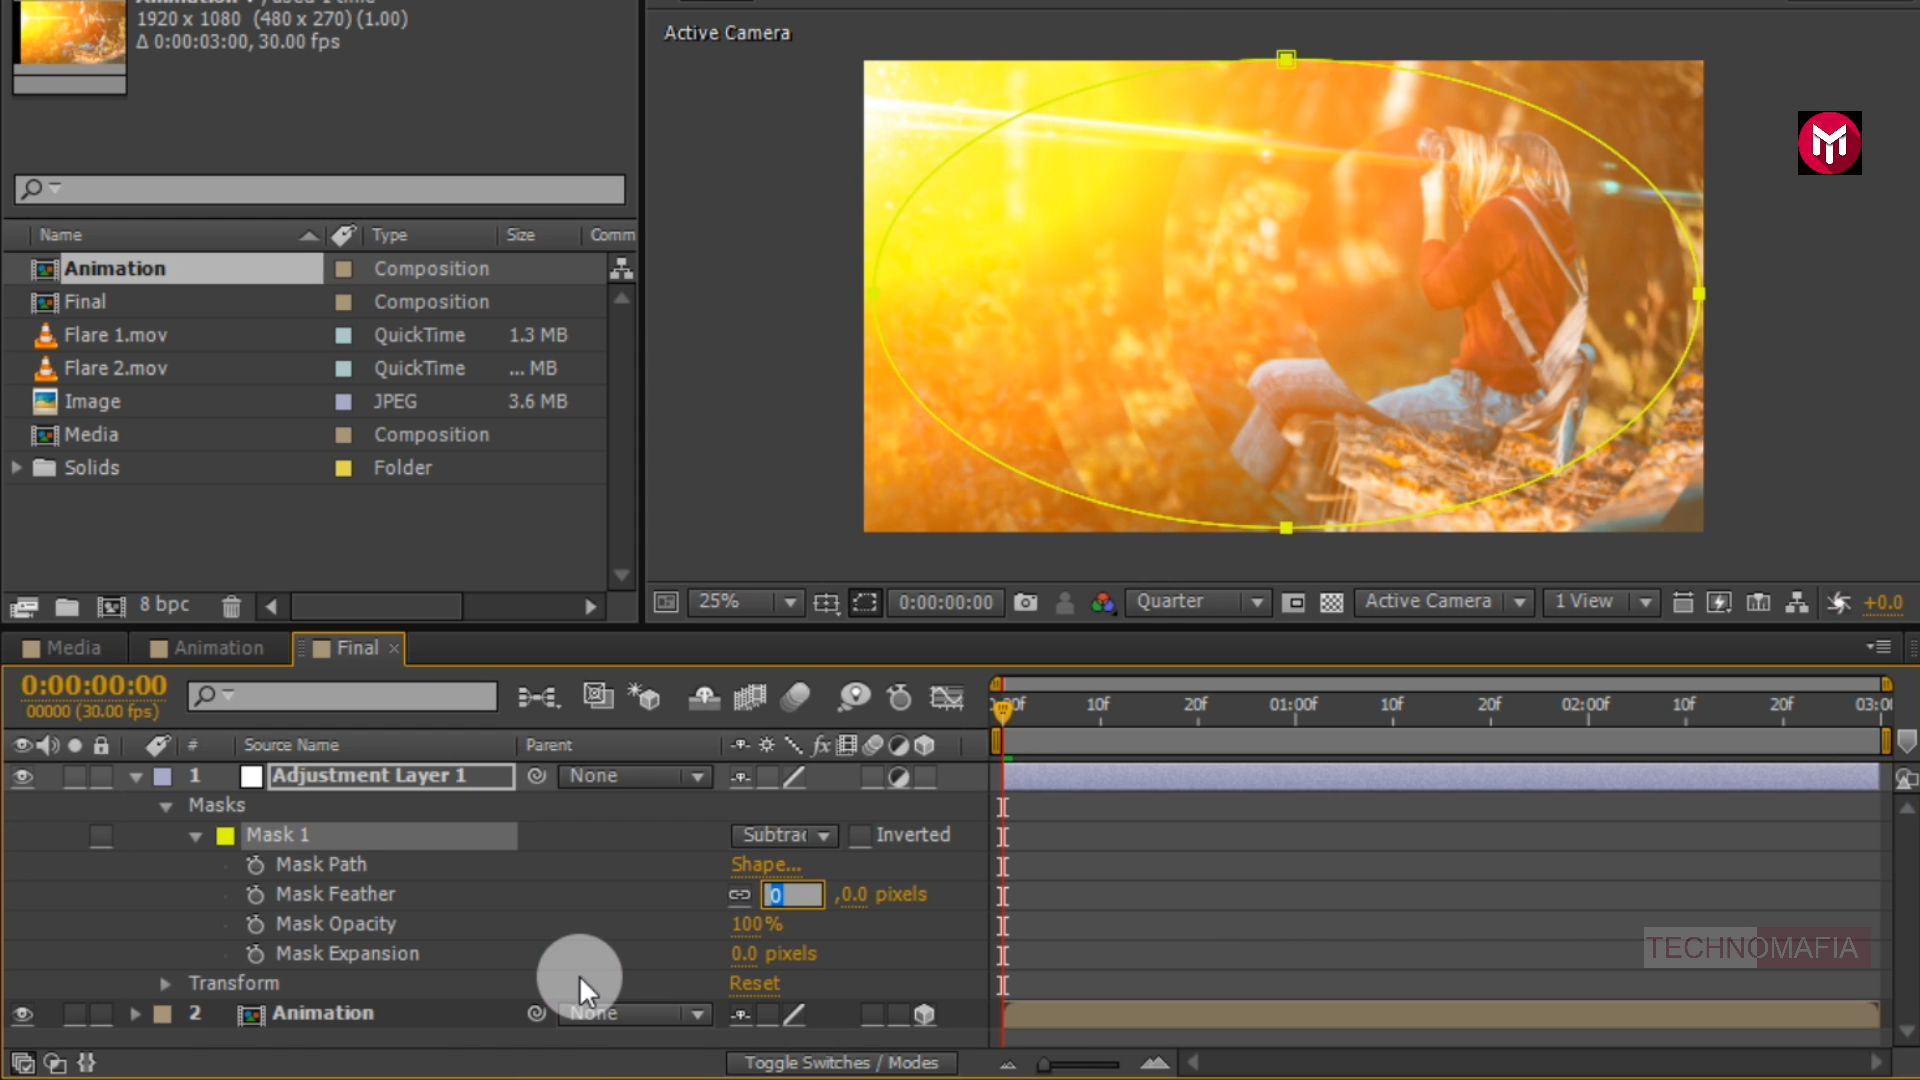 1920 x 1080 (480 x 270) (1.00)
Δ 0:00:03:00, 30.00 fps
Active Camera
Name Type Size Comm
Animation Composition
Final Composition
Flare 1.mov QuickTime 1.3 MB
Flare 2.mov QuickTime ... MB
Image JPEG 3.6 MB
Media Composition
Solids Folder
8 bpc
25% 0:00:00:00 Quarter Active Camera 1 View +0.0
Media Animation Final ×
0:00:00:00
00000 (30.00 fps)
10f 20f 01:00f 10f 20f 02:00f 10f 20f 03:0
# Source Name Parent fx
1 Adjustment Layer 1 None
Masks
Mask 1 Subtrac Inverted
Mask Path Shape...
Mask Feather 0 ,0.0 pixels
Mask Opacity 100%
Mask Expansion 0.0 pixels
TECHNOMAFIA
Transform Reset
2 Animation None
Toggle Switches / Modes